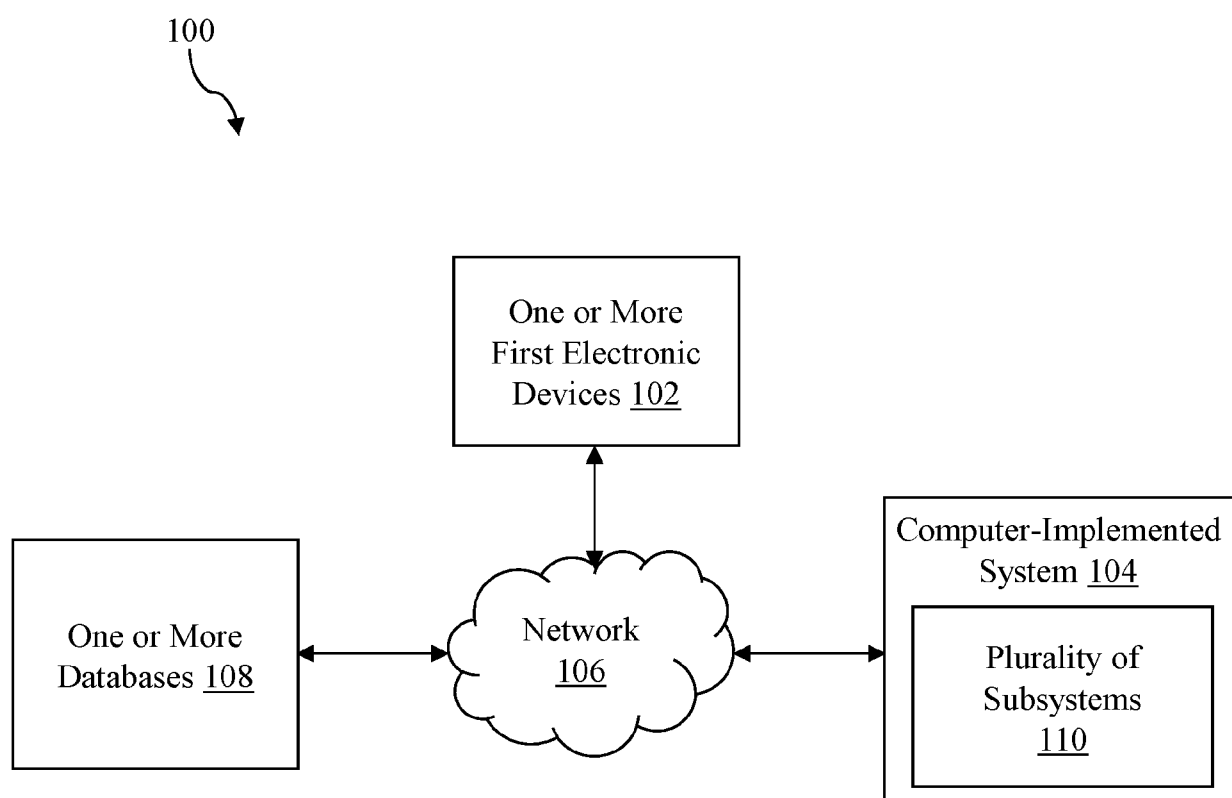 100
One or More
First Electronic
Devices 102
Computer-Implemented
System 104
One or More
Databases 108
Network
106
Plurality of
Subsystems
110